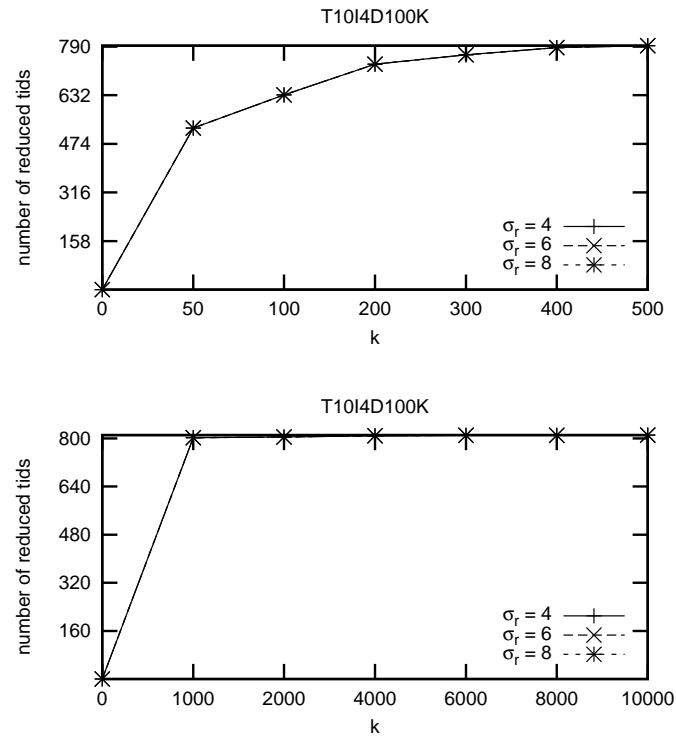 T10I4D100K
790
632
474
316
158
number of reduced tids
σr = 4
σr = 6
σr = 8
0 50 100 200 300 400 500
k
T10I4D100K
800
640
480
320
160
number of reduced tids
σr = 4
σr = 6
σr = 8
0 1000 2000 4000 6000 8000 10000
k